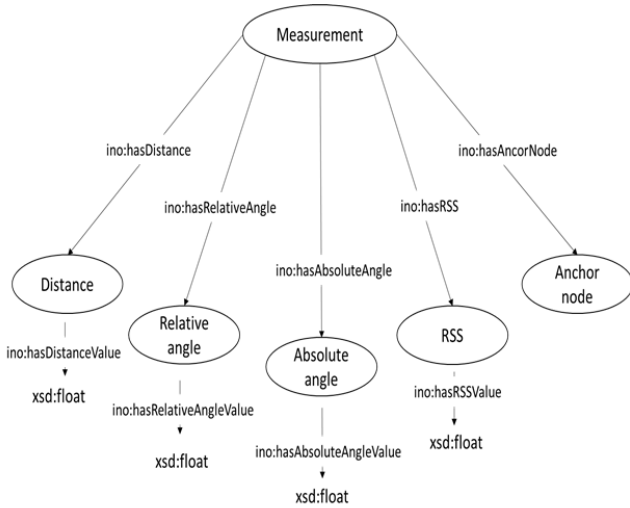 Measurement
ino:hasDistance
ino:hasAncorNode
ino:hasRelativeAngle
ino:hasRSS
ino:hasAbsoluteAngle
Distance
Anchor
node
Relative
angle
RSS
Absolute
angle
ino:hasDistanceValue
xsd:float
ino:hasRelativeAngleValue
xsd:float
ino:hasRSSValue
xsd:float
ino:hasAbsoluteAngleValue
xsd:float